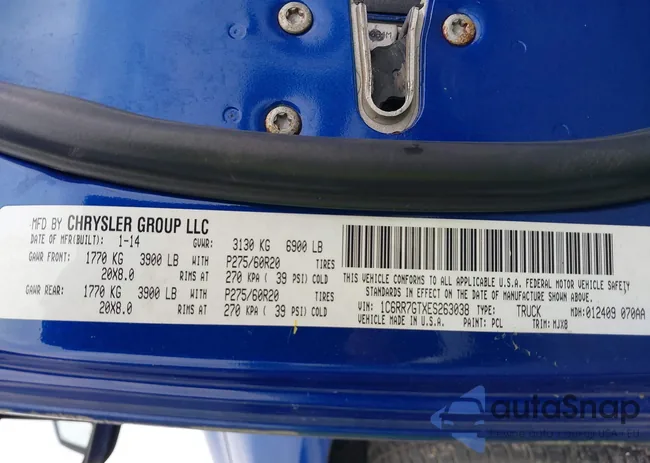 MFD BY CHRYSLER GROUP LLC
DATE OF MFR(BUILT): 1-14 GVWR: 3130 KG 6900 LB
GAWR FRONT: 1770 KG 3900 LB WITH P275/60R20 TIRES
20X8.0 RIMS AT 270 KPA ( 39 PSI) COLD
GAWR REAR: 1770 KG 3900 LB WITH P275/60R20 TIRES
20X8.0 RIMS AT 270 KPA ( 39 PSI) COLD
THIS VEHICLE CONFORMS TO ALL APPLICABLE U.S.A. FEDERAL MOTOR VEHICLE SAFETY
STANDARDS IN EFFECT ON THE DATE OF MANUFACTURE SHOWN ABOVE
VIN: 1C6RR7GTXES263038 TYPE: TRUCK MDH:012409 070AA
VEHICLE MADE IN U.S.A. PAINT: PCL TRIM: MJX8
autoSnap